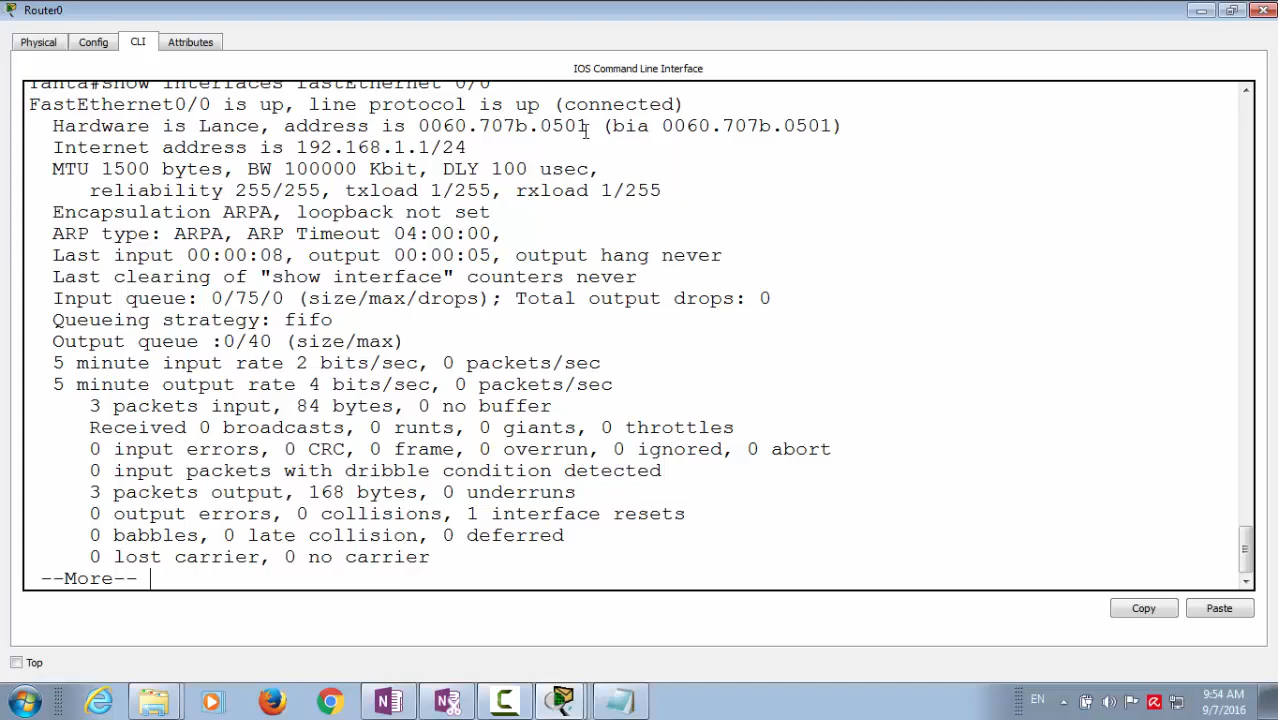 Router0
Physical Config CLI Attributes
IOS Command Line Interface
Tanta#show interfaces fastEthernet 0/0
FastEthernet0/0 is up, line protocol is up (connected)
Hardware is Lance, address is 0060.707b.0501 (bia 0060.707b.0501)
Internet address is 192.168.1.1/24
MTU 1500 bytes, BW 100000 Kbit, DLY 100 usec,
reliability 255/255, txload 1/255, rxload 1/255
Encapsulation ARPA, loopback not set
ARP type: ARPA, ARP Timeout 04:00:00,
Last input 00:00:08, output 00:00:05, output hang never
Last clearing of "show interface" counters never
Input queue: 0/75/0 (size/max/drops); Total output drops: 0
Queueing strategy: fifo
Output queue :0/40 (size/max)
5 minute input rate 2 bits/sec, 0 packets/sec
5 minute output rate 4 bits/sec, 0 packets/sec
3 packets input, 84 bytes, 0 no buffer
Received 0 broadcasts, 0 runts, 0 giants, 0 throttles
0 input errors, 0 CRC, 0 frame, 0 overrun, 0 ignored, 0 abort
0 input packets with dribble condition detected
3 packets output, 168 bytes, 0 underruns
0 output errors, 0 collisions, 1 interface resets
0 babbles, 0 late collision, 0 deferred
0 lost carrier, 0 no carrier
--More--
Copy Paste
Top
EN
9:54 AM
9/7/2016